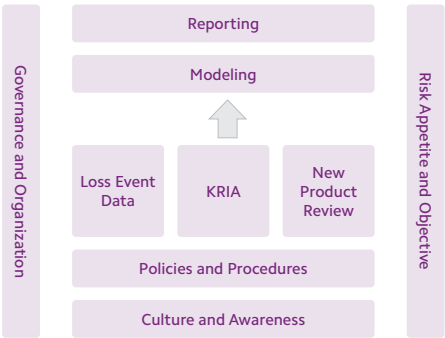 Governance and Organization
Reporting
Modeling
Loss Event
Data
KRIA
New
Product
Review
Policies and Procedures
Culture and Awareness
Risk Appetite and Objective